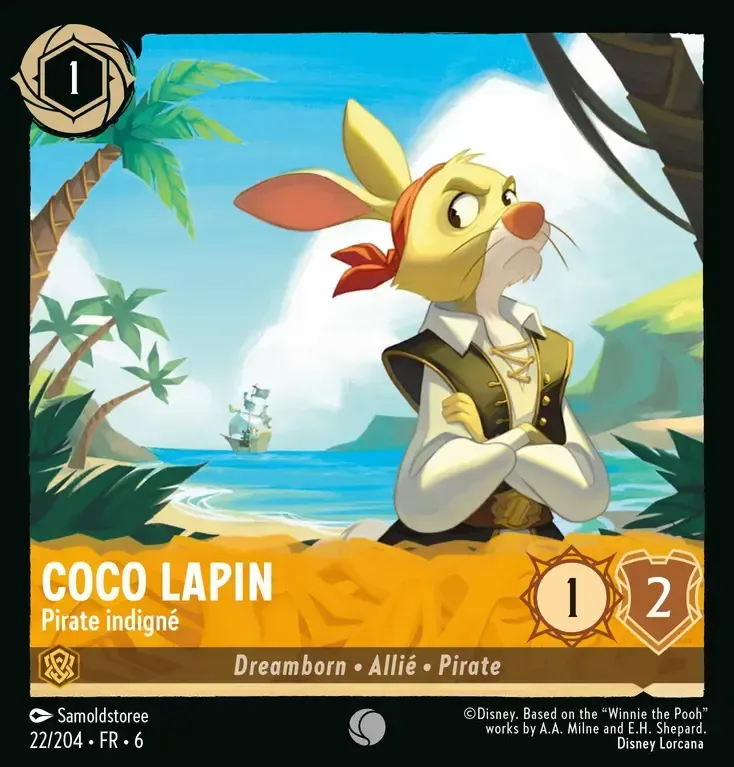 1
COCO LAPIN
Pirate indigné
1
2
Dreamborn • Allié • Pirate
Samoldstoree
22/204 • FR • 6
©Disney. Based on the "Winnie the Pooh"
works by A.A. Milne and E.H. Shepard.
Disney Lorcana